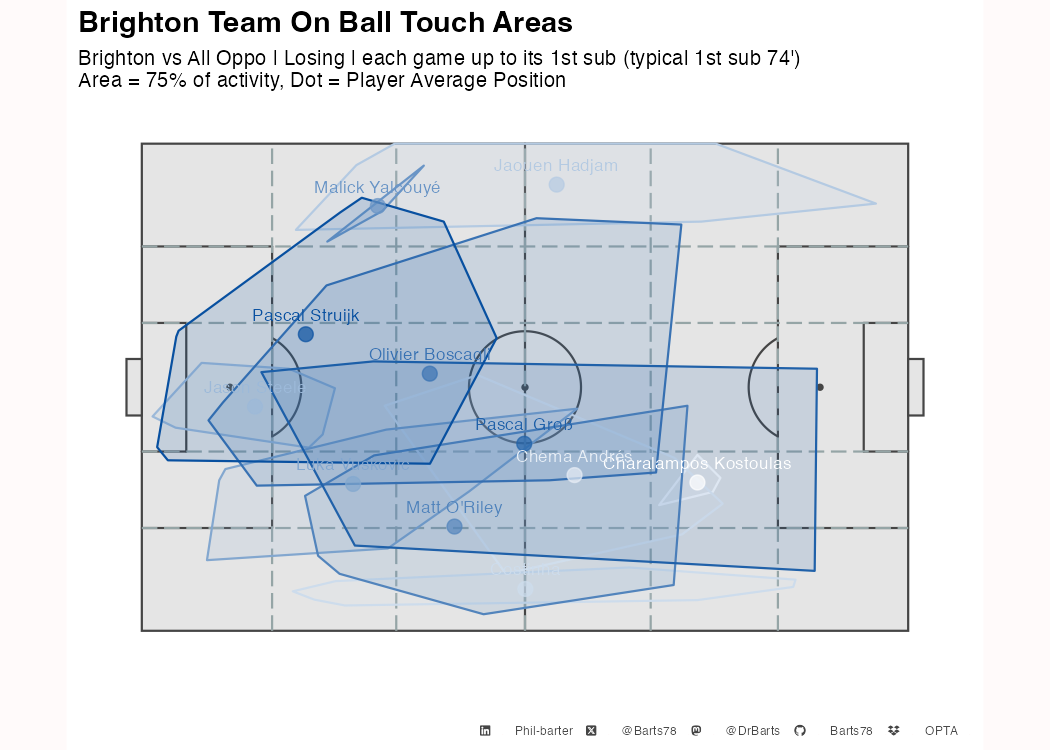 Brighton Team On Ball Touch Areas
Brighton vs All Oppo | Losing | each game up to its 1st sub (typical 1st sub 74')
Area = 75% of activity, Dot = Player Average Position
Jaouen Hadjam
Malick Yalcouyé
Pascal Struijk
Olivier Boscagli
Pascal Groß
Chema Andrés
Charalampos Kostoulas
Matt O'Riley
Phil-barter
@Barts78
@DrBarts
Barts78
OPTA